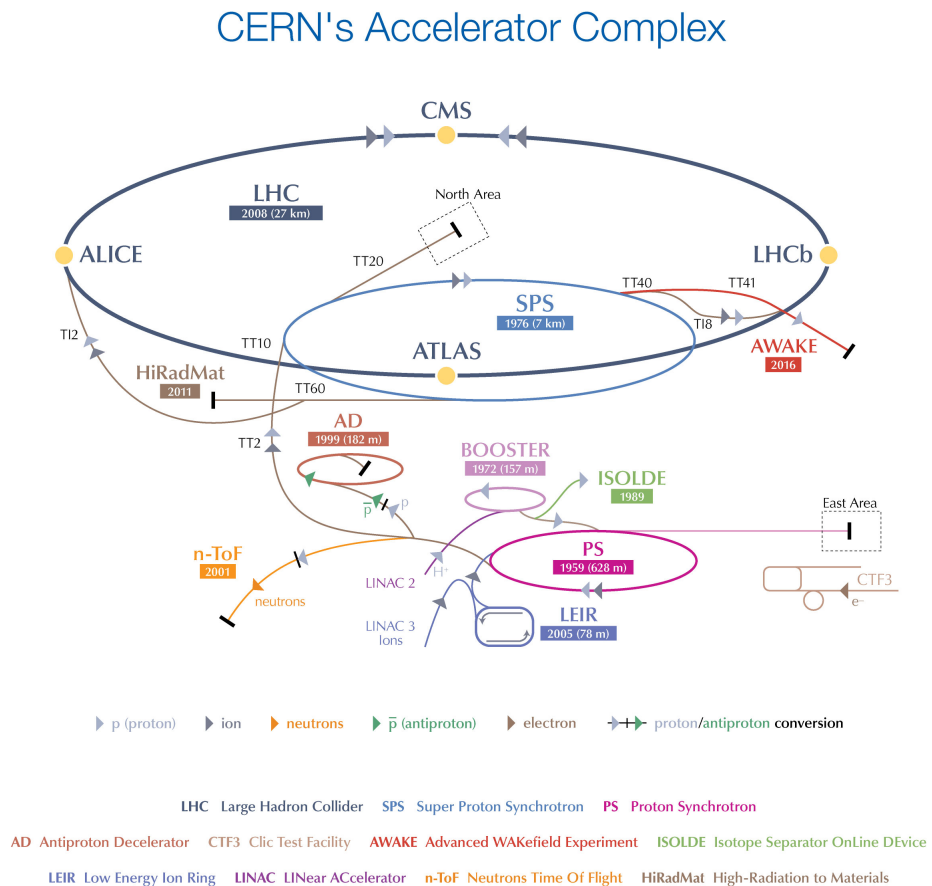 CERN's Accelerator Complex
CMS
LHC
2008 (27 km)
North Area
ALICE
LHCb
TT20
TT40
TT41
SPS
1976 (7 km)
TI8
TI2
TT10
ATLAS
AWAKE
2016
HiRadMat
2011
TT60
AD
1999 (182 m)
TT2
BOOSTER
1972 (157 m)
ISOLDE
1989
p̅
p
East Area
n-ToF
2001
PS
1959 (628 m)
H⁺
LINAC 2
neutrons
CTF3
e⁻
LEIR
2005 (78 m)
LINAC 3
Ions
p (proton)
ion
neutrons
p̅ (antiproton)
electron
proton/antiproton conversion
LHC Large Hadron Collider SPS Super Proton Synchrotron PS Proton Synchrotron
AD Antiproton Decelerator CTF3 Clic Test Facility AWAKE Advanced WAKefield Experiment ISOLDE Isotope Separator OnLine DEvice
LEIR Low Energy Ion Ring LINAC LINear ACcelerator n-ToF Neutrons Time Of Flight HiRadMat High-Radiation to Materials